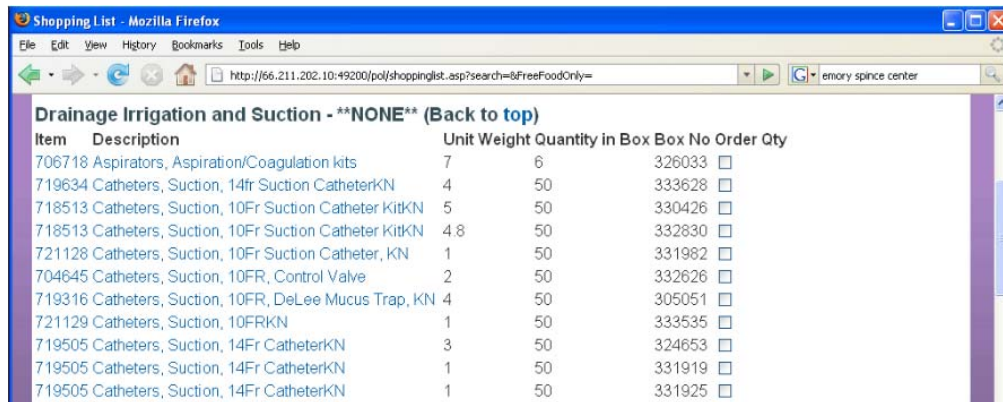 Shopping List - Mozilla Firefox
File Edit View History Bookmarks Tools Help
http://66.211.202.10:49200/pol/shoppinglist.asp?search=&FreeFoodOnly= G emory spince center
Drainage Irrigation and Suction - **NONE** (Back to top)
Item Description Unit Weight Quantity in Box Box No Order Qty
706718 Aspirators, Aspiration/Coagulation kits 7 6 326033
719634 Catheters, Suction, 14fr Suction CatheterKN 4 50 333628
718513 Catheters, Suction, 10Fr Suction Catheter KitKN 5 50 330426
718513 Catheters, Suction, 10Fr Suction Catheter KitKN 4.8 50 332830
721128 Catheters, Suction, 10Fr Suction Catheter, KN 1 50 331982
704645 Catheters, Suction, 10FR, Control Valve 2 50 332626
719316 Catheters, Suction, 10FR, DeLee Mucus Trap, KN 4 50 305051
721129 Catheters, Suction, 10FRKN 1 50 333535
719505 Catheters, Suction, 14Fr CatheterKN 3 50 324653
719505 Catheters, Suction, 14Fr CatheterKN 1 50 331919
719505 Catheters, Suction, 14Fr CatheterKN 1 50 331925